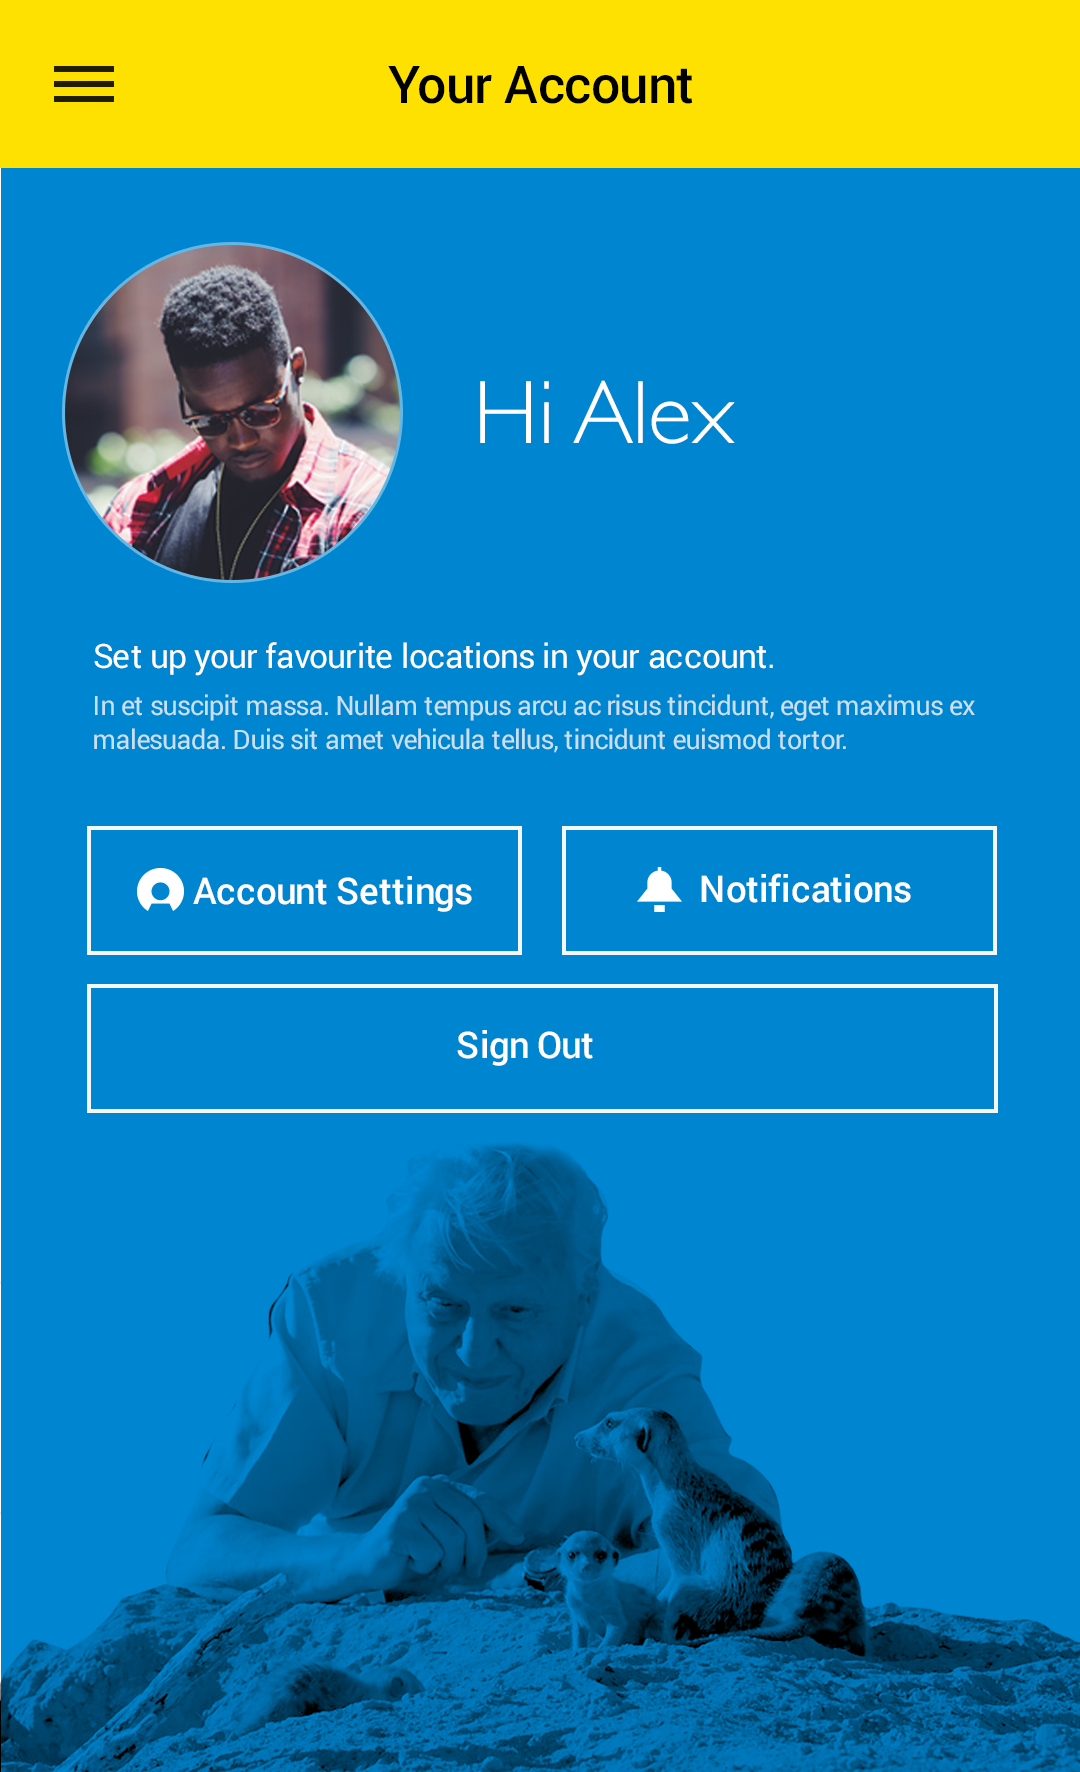 Your Account
Hi Alex
Set up your favourite locations in your account.
In et suscipit massa. Nullam tempus arcu ac risus tincidunt, eget maximus ex
malesuada. Duis sit amet vehicula tellus, tincidunt euismod tortor.
Account Settings
Notifications
Sign Out